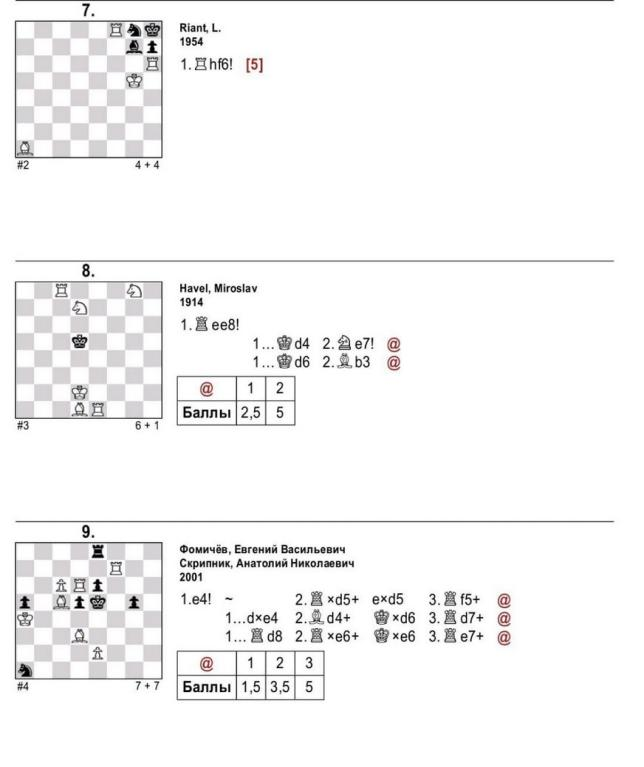 7.
Riant, L.
1954
1. ♖hf6! [5]
#2 4 + 4
8.
Havel, Miroslav
1914
1. ♖ee8!
1… ♔d4 2. ♘e7! @
1… ♔d6 2. ♗b3 @
@ 1 2
Баллы 2,5 5
#3 6 + 1
9.
Фомичёв, Евгений Васильевич
Скрипник, Анатолий Николаевич
2001
1.e4! ~ 2. ♖×d5+ e×d5 3. ♖f5+ @
1…d×e4 2. ♗d4+ ♔×d6 3. ♖d7+ @
1… ♖d8 2. ♖×e6+ ♔×e6 3. ♖e7+ @
@ 1 2 3
Баллы 1,5 3,5 5
#4 7 + 7